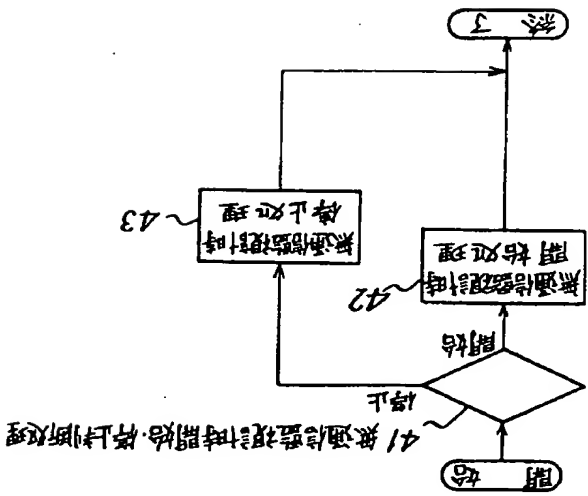 開始
41 無通信監視計時開始・停止判断処理
停止
開始
42
無通信監視計時
開始処理
43
無通信監視計時
停止処理
終了